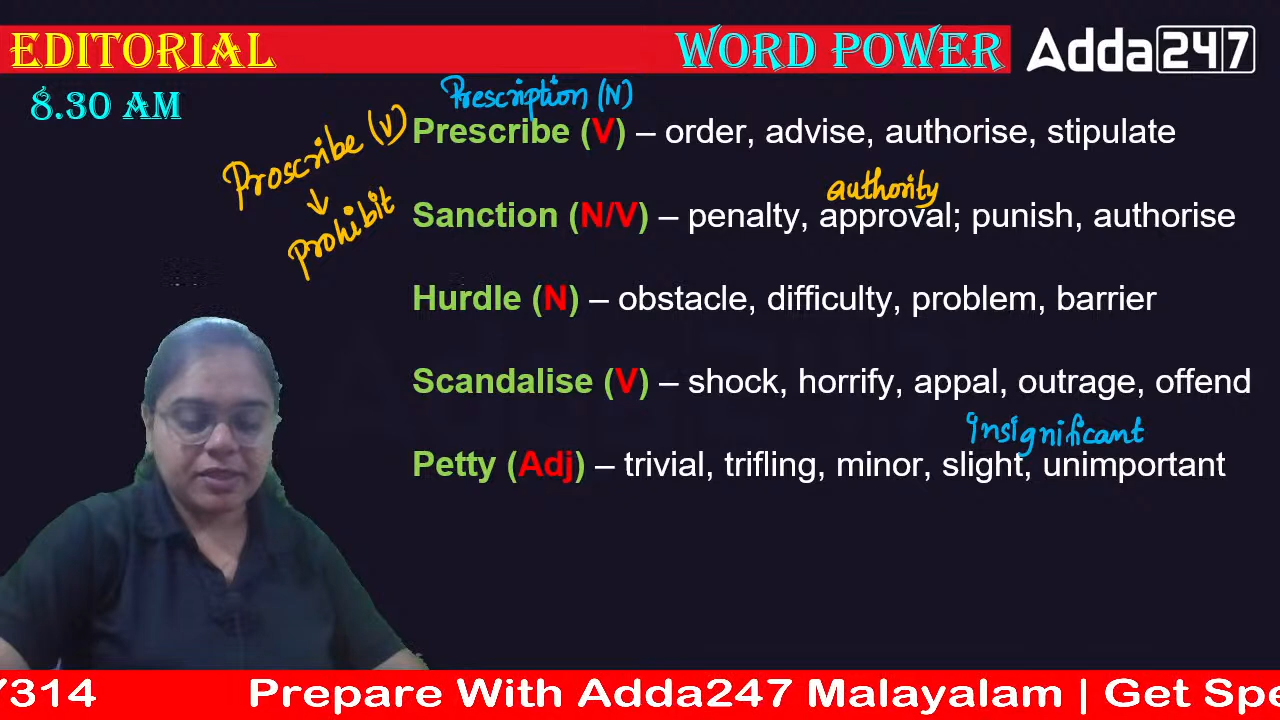 EDITORIAL WORD POWER Adda247
8.30 AM
Prescription (N)
Proscribe (V)
↓
Prohibit
Prescribe (V) – order, advise, authorise, stipulate
authority
Sanction (N/V) – penalty, approval; punish, authorise
Hurdle (N) – obstacle, difficulty, problem, barrier
Scandalise (V) – shock, horrify, appal, outrage, offend
insignificant
Petty (Adj) – trivial, trifling, minor, slight, unimportant
7314 Prepare With Adda247 Malayalam | Get Spe